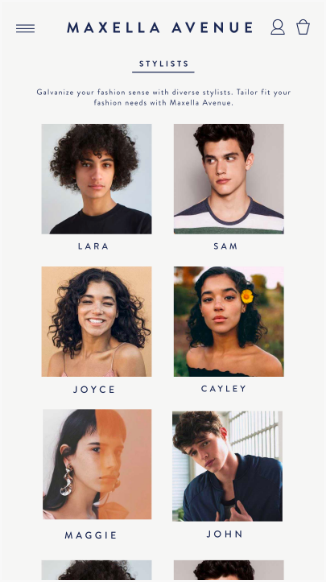 MAXELLA AVENUE
STYLISTS
Galvanize your fashion sense with diverse stylists. Tailor fit your
fashion needs with Maxella Avenue.
LARA
SAM
JOYCE
CAYLEY
MAGGIE
JOHN